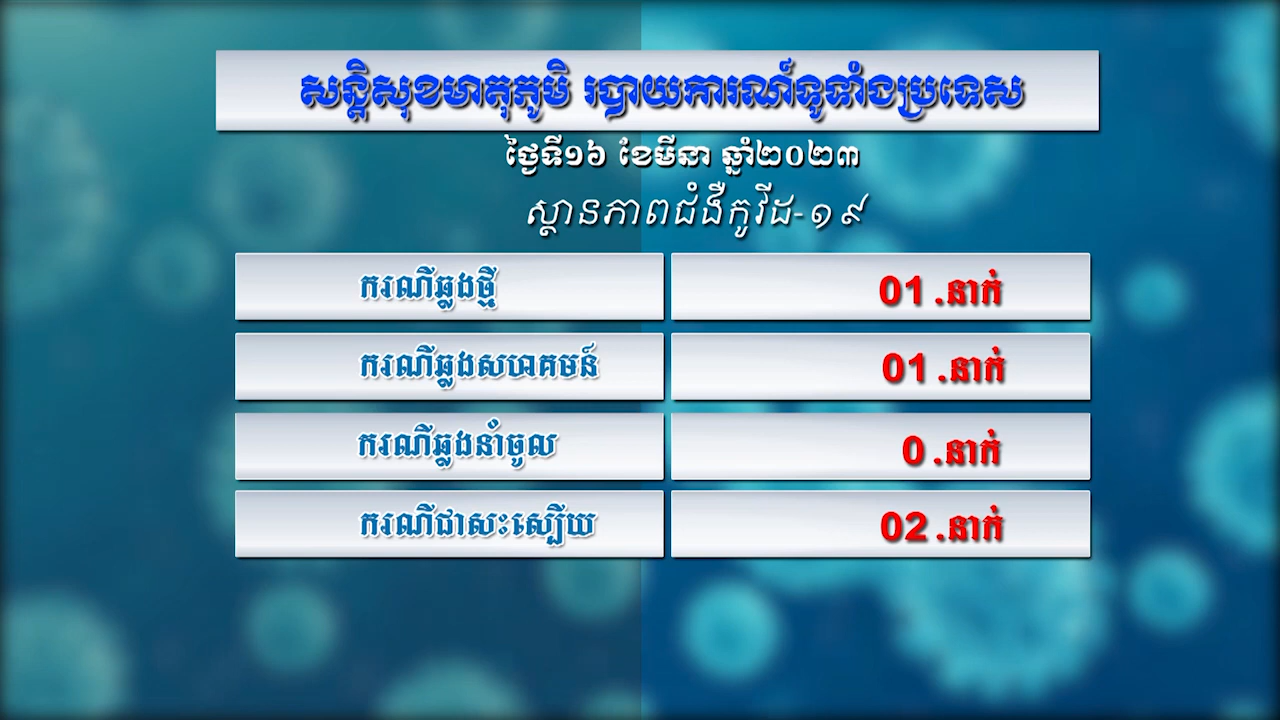 សន្តិសុខមាតុភូមិ របាយការណ៍ទូទាំងប្រទេស
ថ្ងៃទី១៦ ខែមីនា ឆ្នាំ២០២៣
ស្ថានភាពជំងឺកូវីដ-១៩
ករណីឆ្លងថ្មី 01 .នាក់
ករណីឆ្លងសហគមន៍ 01 .នាក់
ករណីឆ្លងនាំចូល 0 .នាក់
ករណីជាសះស្បើយ 02 .នាក់